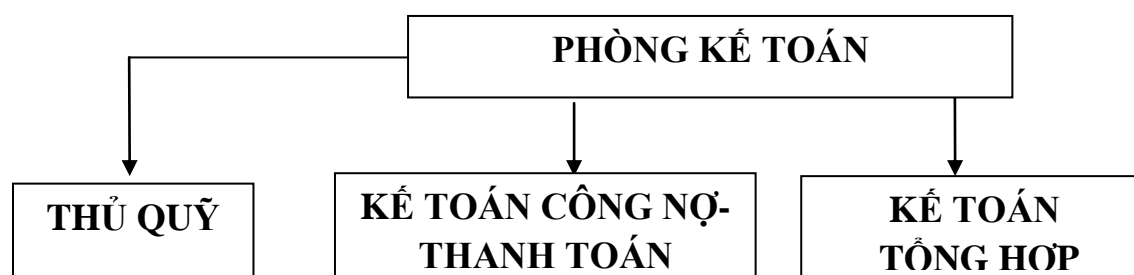 PHÒNG KẾ TOÁN
THỦ QUỸ
KẾ TOÁN CÔNG NỢ-
THANH TOÁN
KẾ TOÁN
TỔNG HỢP